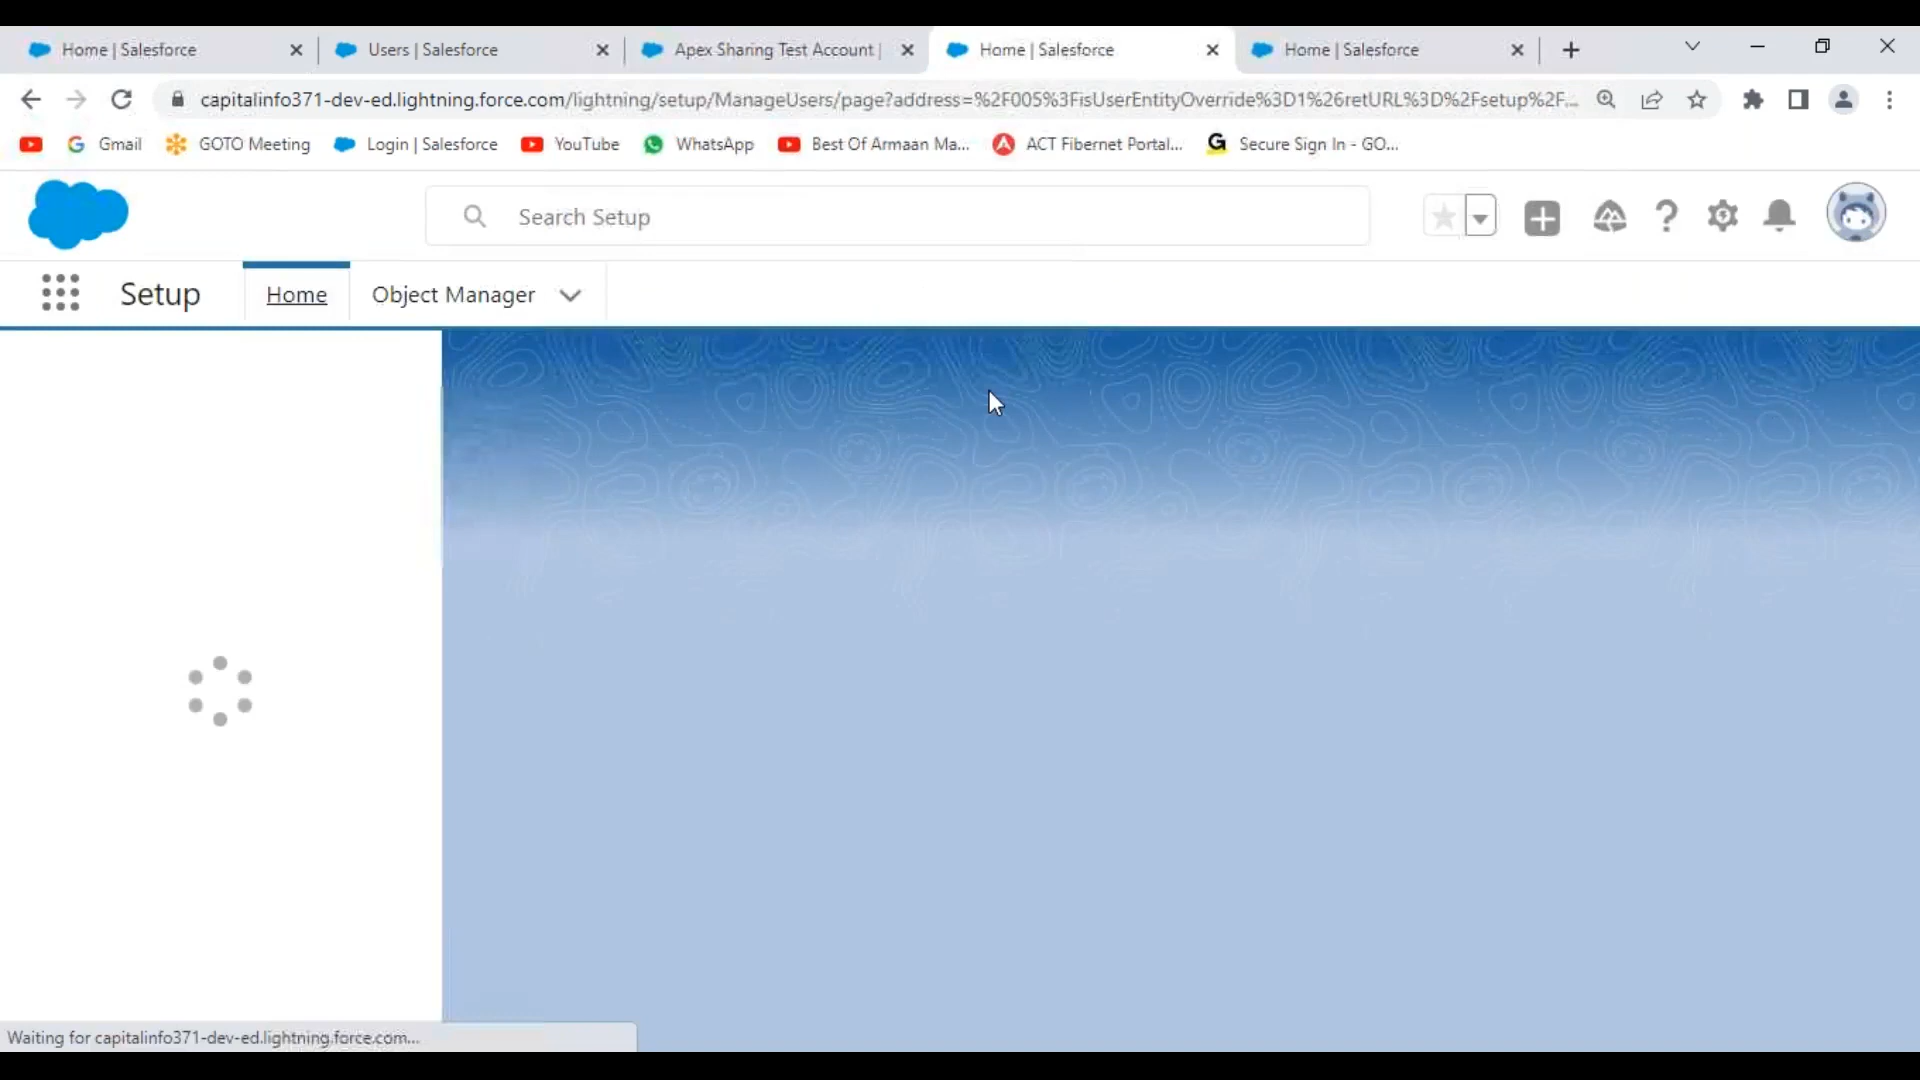 Home | Salesforce
Users | Salesforce
Apex Sharing Test Account |
Home | Salesforce
Home | Salesforce
capitalinfo371-dev-ed.lightning.force.com/lightning/setup/ManageUsers/page?address=%2F005%3FisUserEntityOverride%3D1%26retURL%3D%2Fsetup%2F...
Gmail
GOTO Meeting
Login | Salesforce
YouTube
WhatsApp
Best Of Armaan Ma...
ACT Fibernet Portal...
Secure Sign In - GO...
Search Setup
Setup
Home
Object Manager
Waiting for capitalinfo371-dev-ed.lightning.force.com...